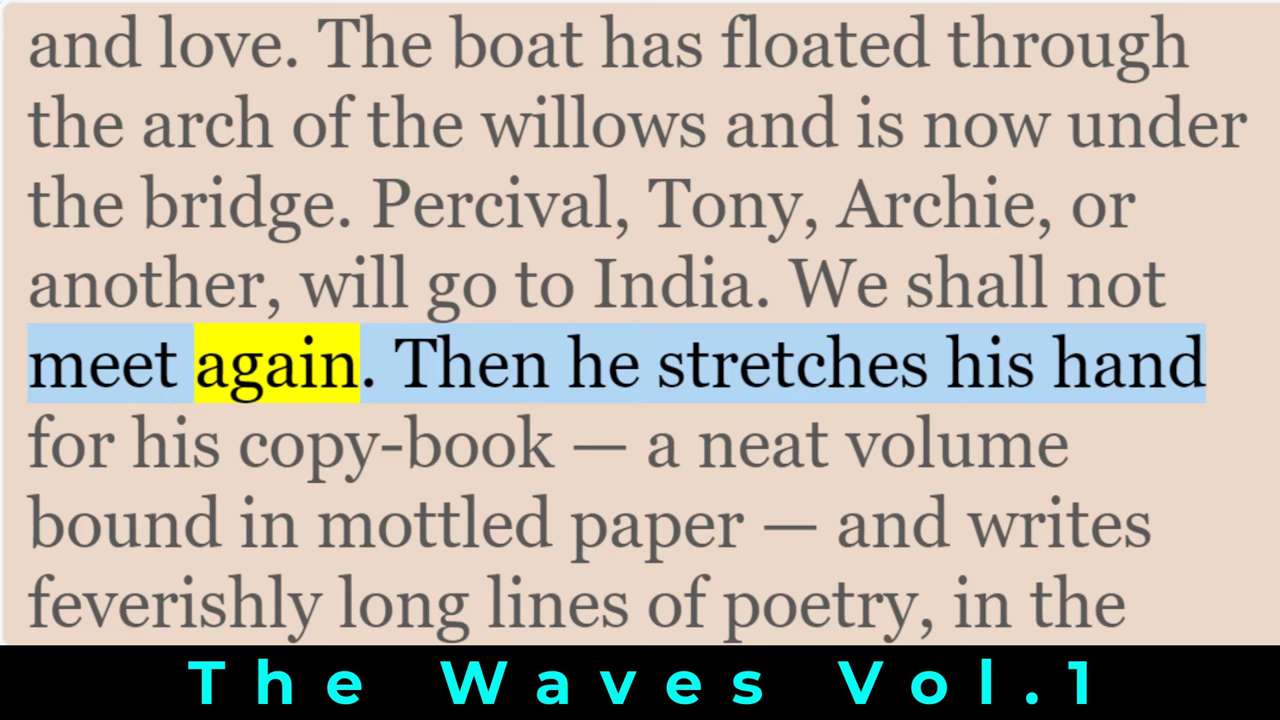 and love. The boat has floated through
the arch of the willows and is now under
the bridge. Percival, Tony, Archie, or
another, will go to India. We shall not
meet again. Then he stretches his hand
for his copy-book — a neat volume
bound in mottled paper — and writes
feverishly long lines of poetry, in the
The Waves Vol.1